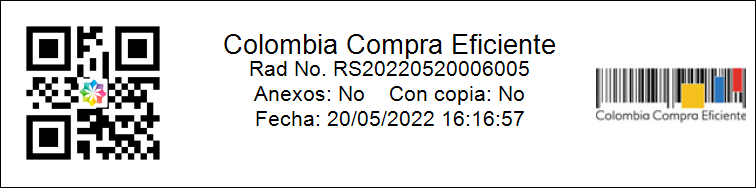 Colombia Compra Eficiente
Rad No. RS20220520006005
Anexos: No Con copia: No
Fecha: 20/05/2022 16:16:57
Colombia Compra Eficiente